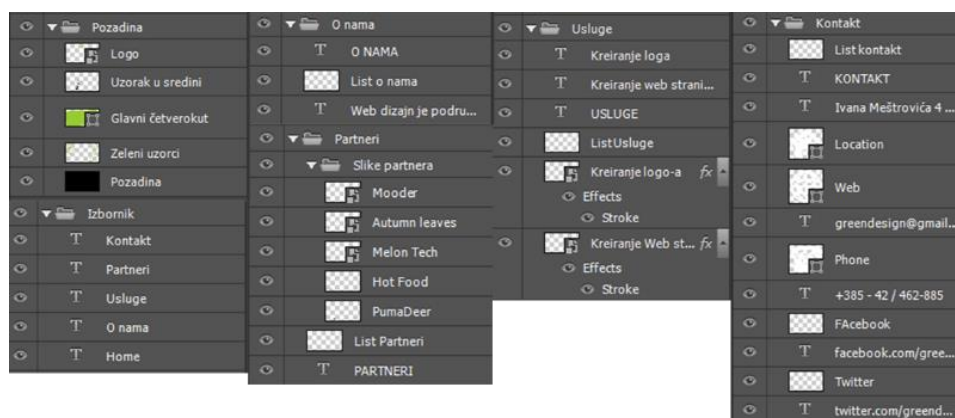 Pozadina
Logo
Uzorak u sredini
Glavni četverokut
Zeleni uzorci
Pozadina
Izbornik
T Kontakt
T Partneri
T Usluge
T O nama
T Home
O nama
T O NAMA
List o nama
T Web dizajn je podru...
Partneri
Slike partnera
Mooder
Autumn leaves
Melon Tech
Hot Food
PumaDeer
List Partneri
T PARTNERI
Usluge
T Kreiranje loga
T Kreiranje web strani...
T USLUGE
ListUsluge
Kreiranje logo-a fx
Effects
Stroke
Kreiranje Web st... fx
Effects
Stroke
Kontakt
List kontakt
T KONTAKT
T Ivana Meštrovića 4 ...
Location
Web
T greendesign@gmail...
Phone
T +385 - 42 / 462-885
FAcebook
T facebook.com/gree...
Twitter
T twitter.com/greend...